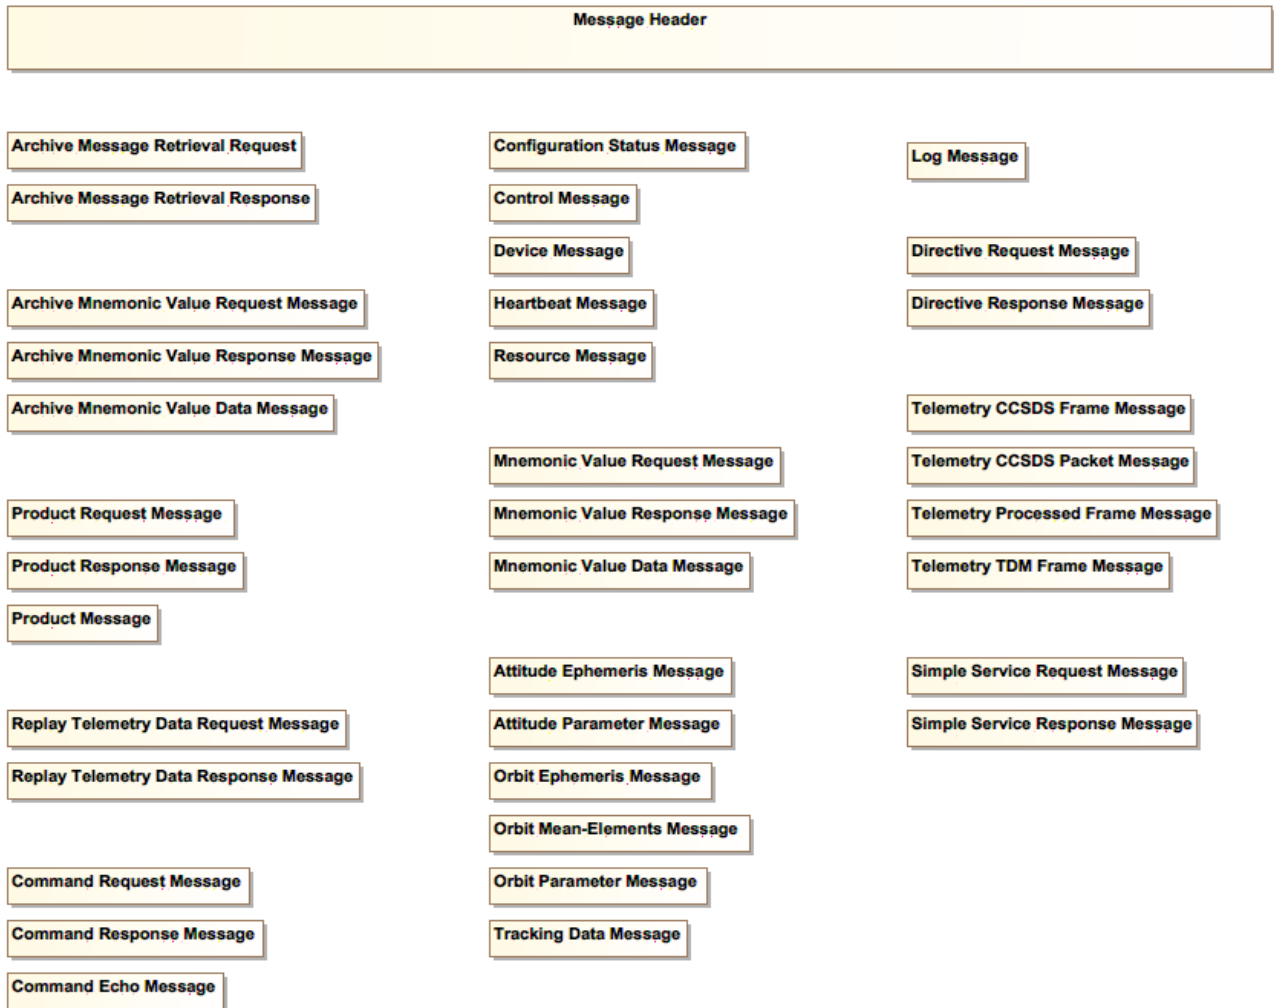 Message Header
Archive Message Retrieval Request
Archive Message Retrieval Response
Archive Mnemonic Value Request Message
Archive Mnemonic Value Response Message
Archive Mnemonic Value Data Message
Product Request Message
Product Response Message
Product Message
Replay Telemetry Data Request Message
Replay Telemetry Data Response Message
Command Request Message
Command Response Message
Command Echo Message
Configuration Status Message
Control Message
Device Message
Heartbeat Message
Resource Message
Mnemonic Value Request Message
Mnemonic Value Response Message
Mnemonic Value Data Message
Attitude Ephemeris Message
Attitude Parameter Message
Orbit Ephemeris Message
Orbit Mean-Elements Message
Orbit Parameter Message
Tracking Data Message
Log Message
Directive Request Message
Directive Response Message
Telemetry CCSDS Frame Message
Telemetry CCSDS Packet Message
Telemetry Processed Frame Message
Telemetry TDM Frame Message
Simple Service Request Message
Simple Service Response Message